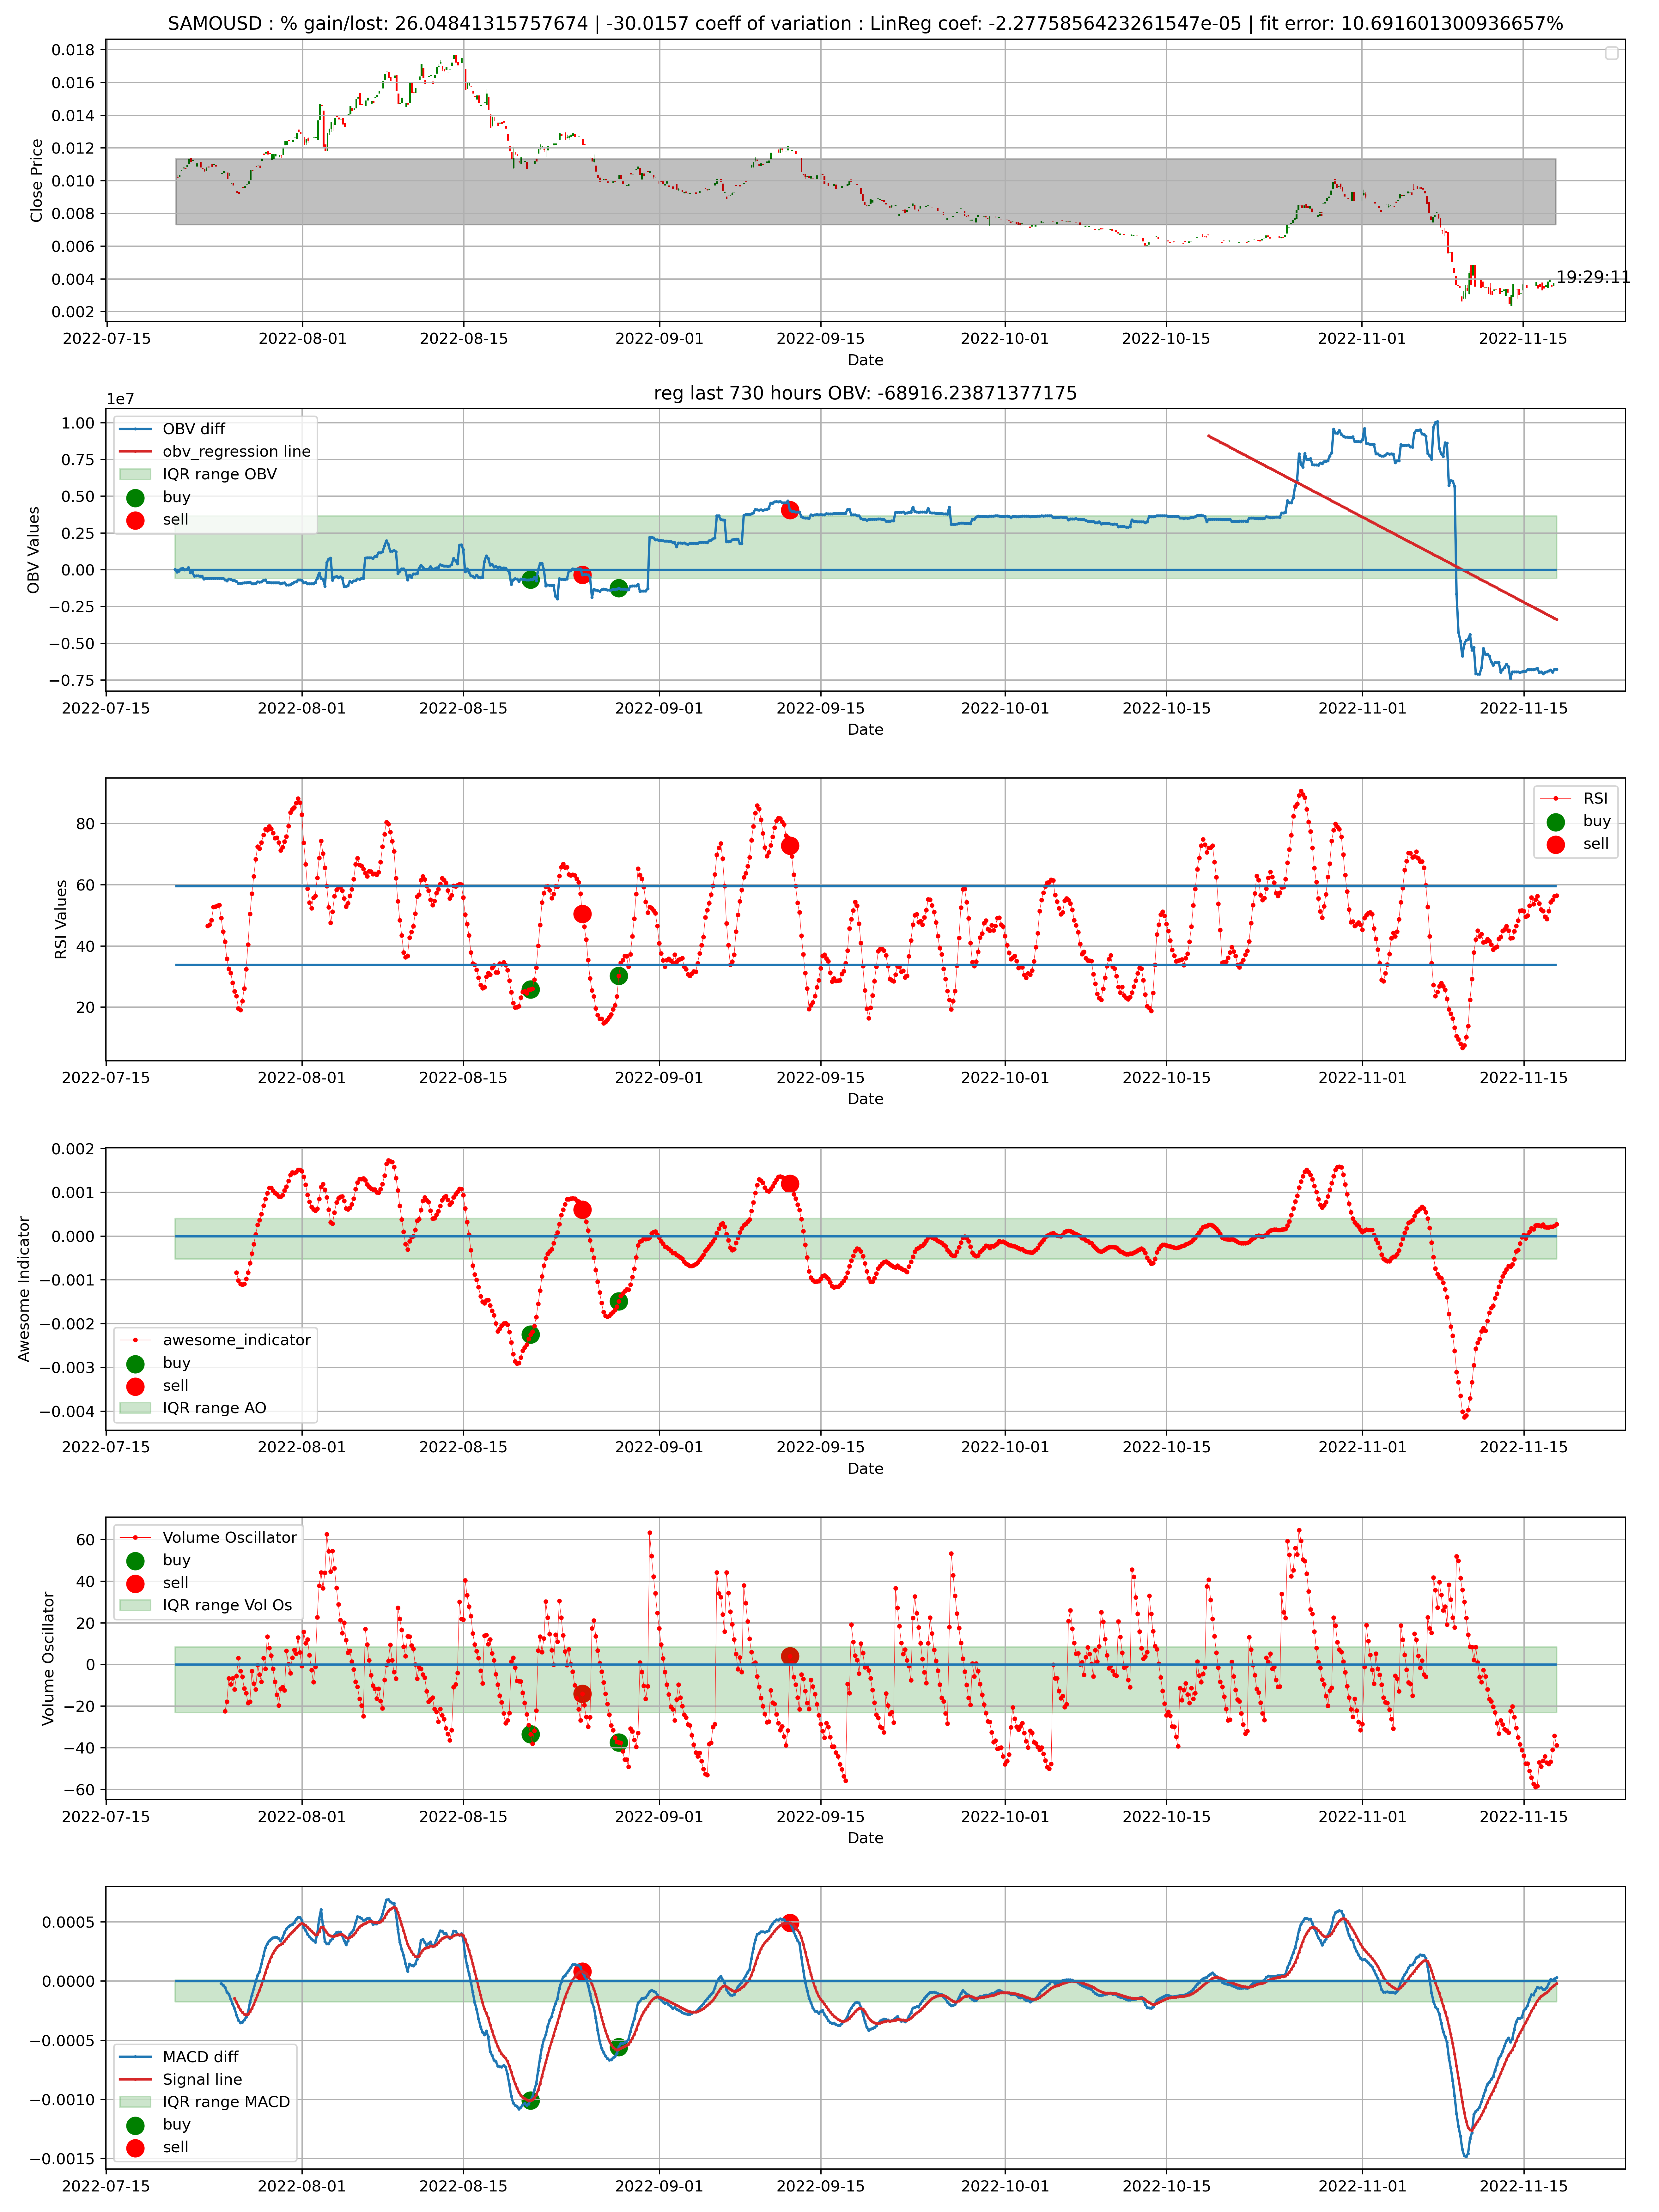 SAMOUSD : % gain/lost: 26.04841315757674 | -30.0157 coeff of variation : LinReg coef: -2.2775856423261547e-05 | fit error: 10.691601300936657%
0.018
0.016
0.014
0.012
0.010
0.008
0.006
0.004
0.002
Close Price
19:29:11
2022-07-15 2022-08-01 2022-08-15 2022-09-01 2022-09-15 2022-10-01 2022-10-15 2022-11-01 2022-11-15
Date
reg last 730 hours OBV: -68916.23871377175
1e7
1.00
0.75
0.50
0.25
0.00
−0.25
−0.50
−0.75
OBV Values
OBV diff
obv_regression line
IQR range OBV
buy
sell
2022-07-15 2022-08-01 2022-08-15 2022-09-01 2022-09-15 2022-10-01 2022-10-15 2022-11-01 2022-11-15
Date
80
60
40
20
RSI Values
RSI
buy
sell
2022-07-15 2022-08-01 2022-08-15 2022-09-01 2022-09-15 2022-10-01 2022-10-15 2022-11-01 2022-11-15
Date
0.002
0.001
0.000
−0.001
−0.002
−0.003
−0.004
Awesome Indicator
awesome_indicator
buy
sell
IQR range AO
2022-07-15 2022-08-01 2022-08-15 2022-09-01 2022-09-15 2022-10-01 2022-10-15 2022-11-01 2022-11-15
Date
60
40
20
0
−20
−40
−60
Volume Oscillator
Volume Oscillator
buy
sell
IQR range Vol Os
2022-07-15 2022-08-01 2022-08-15 2022-09-01 2022-09-15 2022-10-01 2022-10-15 2022-11-01 2022-11-15
Date
0.0005
0.0000
−0.0005
−0.0010
−0.0015
MACD diff
Signal line
IQR range MACD
buy
sell
2022-07-15 2022-08-01 2022-08-15 2022-09-01 2022-09-15 2022-10-01 2022-10-15 2022-11-01 2022-11-15